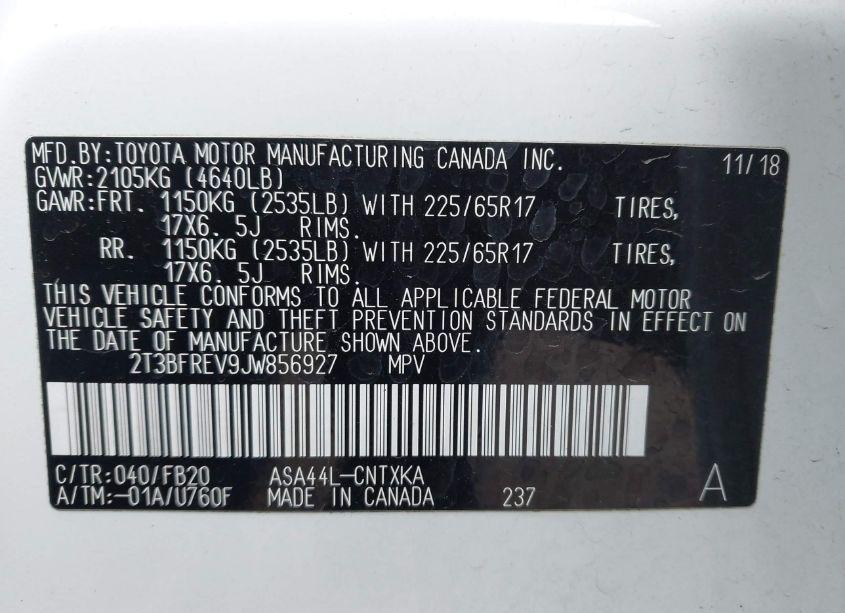 MFD.BY:TOYOTA MOTOR MANUFACTURING CANADA INC. 11/18
GVWR:2105KG (4640LB)
GAWR:FRT. 1150KG (2535LB) WITH 225/65R17 TIRES,
17X6. 5J RIMS.
RR. 1150KG (2535LB) WITH 225/65R17 TIRES,
17X6. 5J RIMS.
THIS VEHICLE CONFORMS TO ALL APPLICABLE FEDERAL MOTOR
VEHICLE SAFETY AND THEFT PREVENTION STANDARDS IN EFFECT ON
THE DATE OF MANUFACTURE SHOWN ABOVE.
2T3BFREV9JW856927 MPV
C/TR:040/FB20 ASA44L-CNTXKA
A/TM:-01A/U760F MADE IN CANADA 237 A